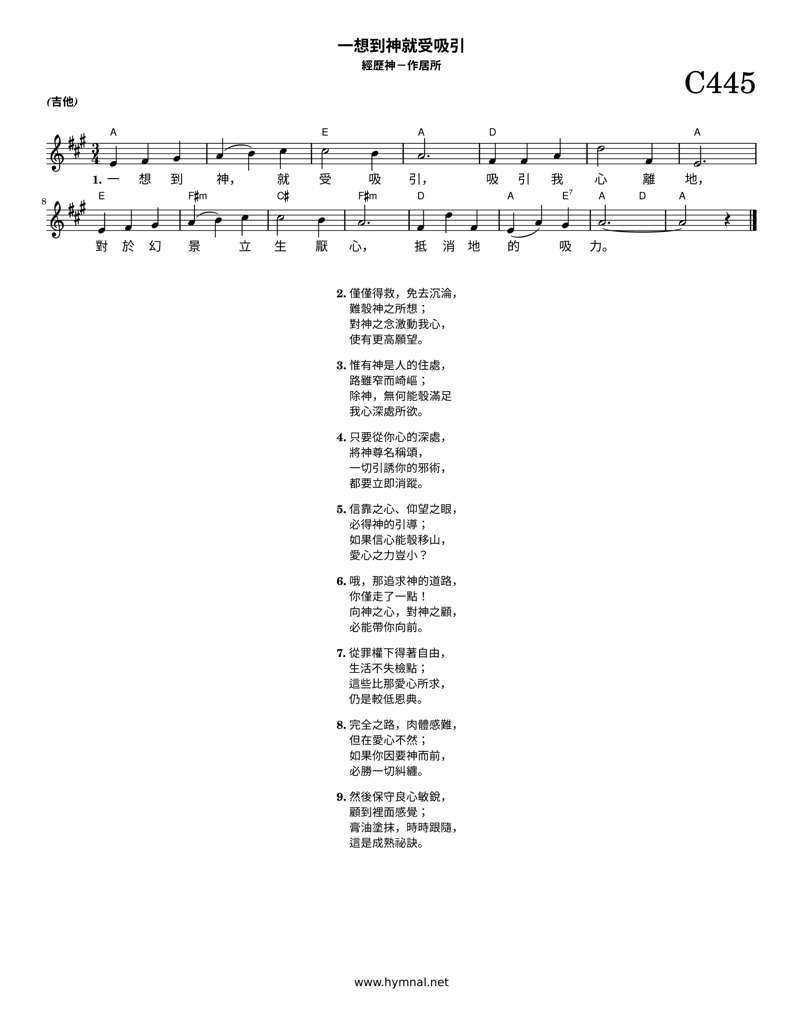 一想到神就受吸引
經歷神－作居所
C445
(吉他)
A E A D A
3
4
1. 一 想 到 神， 就 受 吸 引， 吸 引 我 心 離 地，
8
E F♯m C♯ F♯m D A E7 A D A
對 於 幻 景 立 生 厭 心， 抵 消 地 的 吸 力。
2. 僅僅得救，免去沉淪，
難彀神之所想；
對神之念激動我心，
使有更高願望。
3. 惟有神是人的住處，
路雖窄而崎嶇；
除神，無何能彀滿足
我心深處所欲。
4. 只要從你心的深處，
將神尊名稱頌，
一切引誘你的邪術，
都要立即消蹤。
5. 信靠之心、仰望之眼，
必得神的引導；
如果信心能彀移山，
愛心之力豈小？
6. 哦，那追求神的道路，
你僅走了一點！
向神之心，對神之顧，
必能帶你向前。
7. 從罪權下得著自由，
生活不失檢點；
這些比那愛心所求，
仍是較低恩典。
8. 完全之路，肉體感難，
但在愛心不然；
如果你因要神而前，
必勝一切糾纏。
9. 然後保守良心敏銳，
顧到裡面感覺；
膏油塗抹，時時跟隨，
這是成熟祕訣。
www.hymnal.net